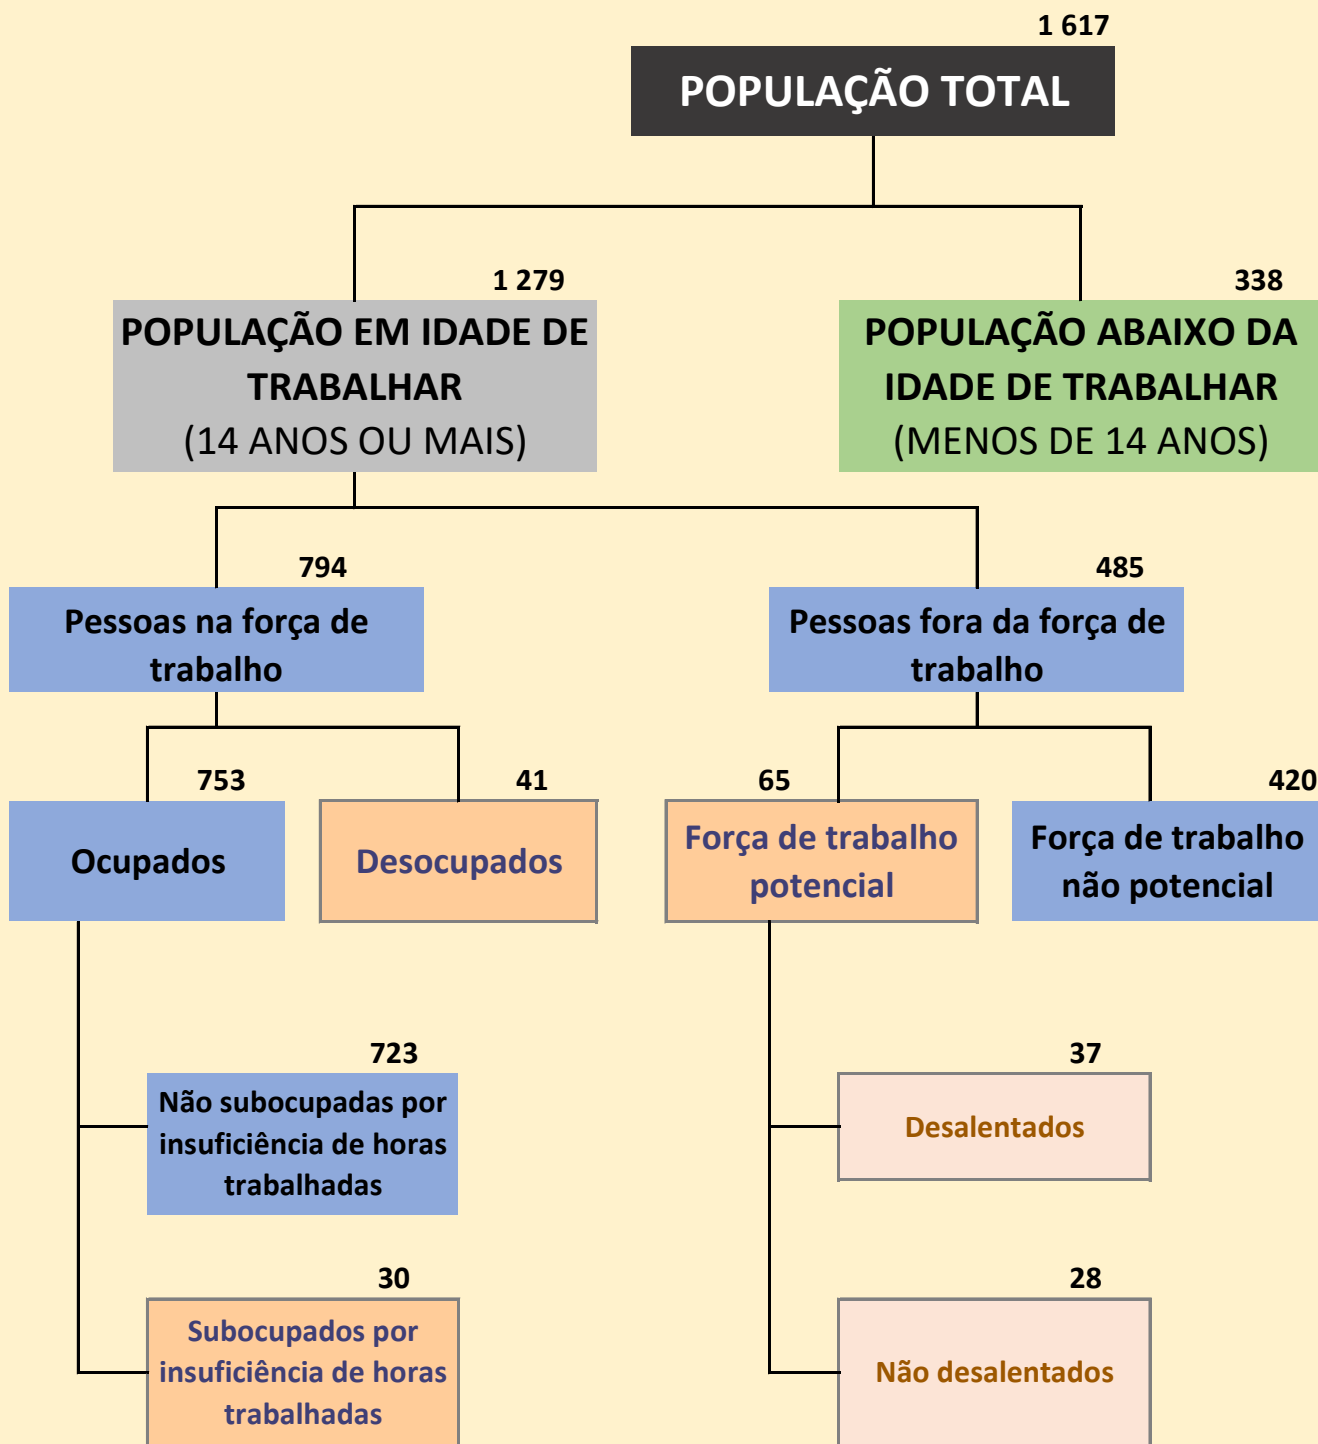 1 617
POPULAÇÃO TOTAL
1 279
POPULAÇÃO EM IDADE DE
TRABALHAR
(14 ANOS OU MAIS)
338
POPULAÇÃO ABAIXO DA
IDADE DE TRABALHAR
(MENOS DE 14 ANOS)
794
Pessoas na força de
trabalho
485
Pessoas fora da força de
trabalho
753
Ocupados
41
Desocupados
65
Força de trabalho
potencial
420
Força de trabalho
não potencial
723
Não subocupadas por
insuficiência de horas
trabalhadas
37
Desalentados
30
Subocupados por
insuficiência de horas
trabalhadas
28
Não desalentados